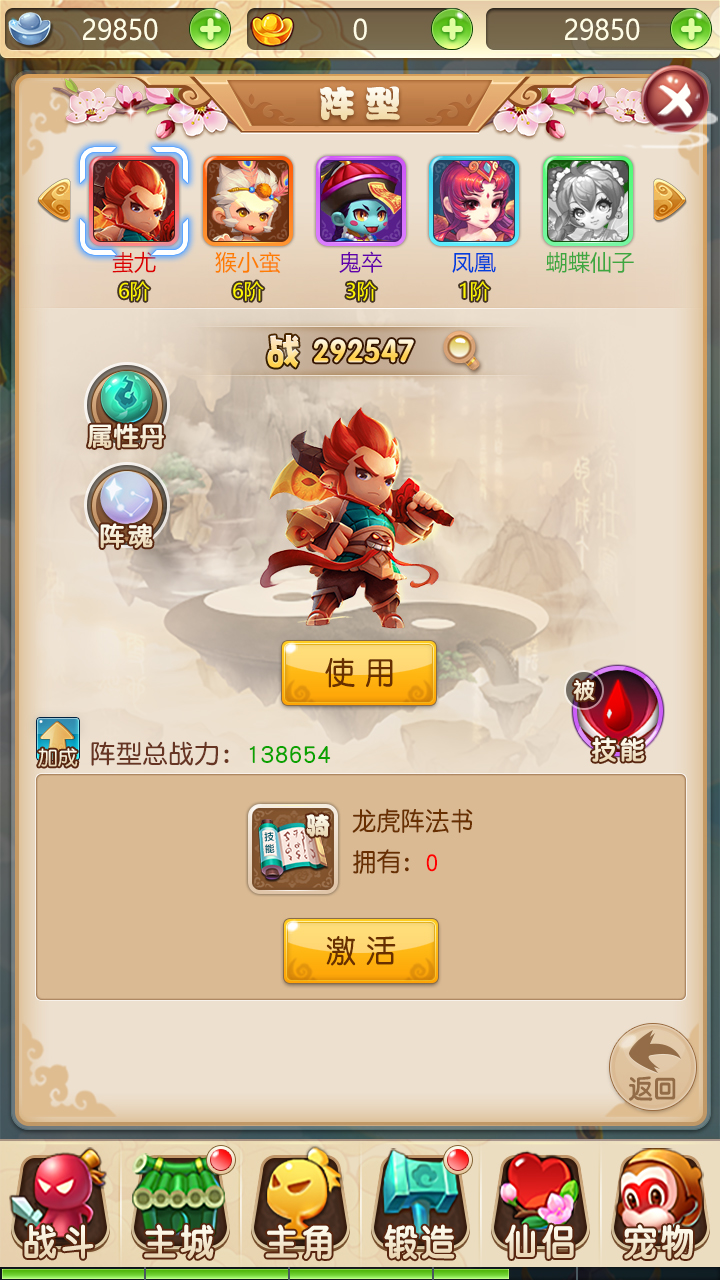 29850
0
29850
阵型
蚩尤
猴小蛮
鬼卒
凤凰
蝴蝶仙子
6阶
6阶
3阶
1阶
战 292547
属性丹
阵魂
使用
被
技能
加成
阵型总战力：138654
骑
技能
龙虎阵法书
拥有：0
激活
返回
战斗
主城
主角
锻造
仙侣
宠物